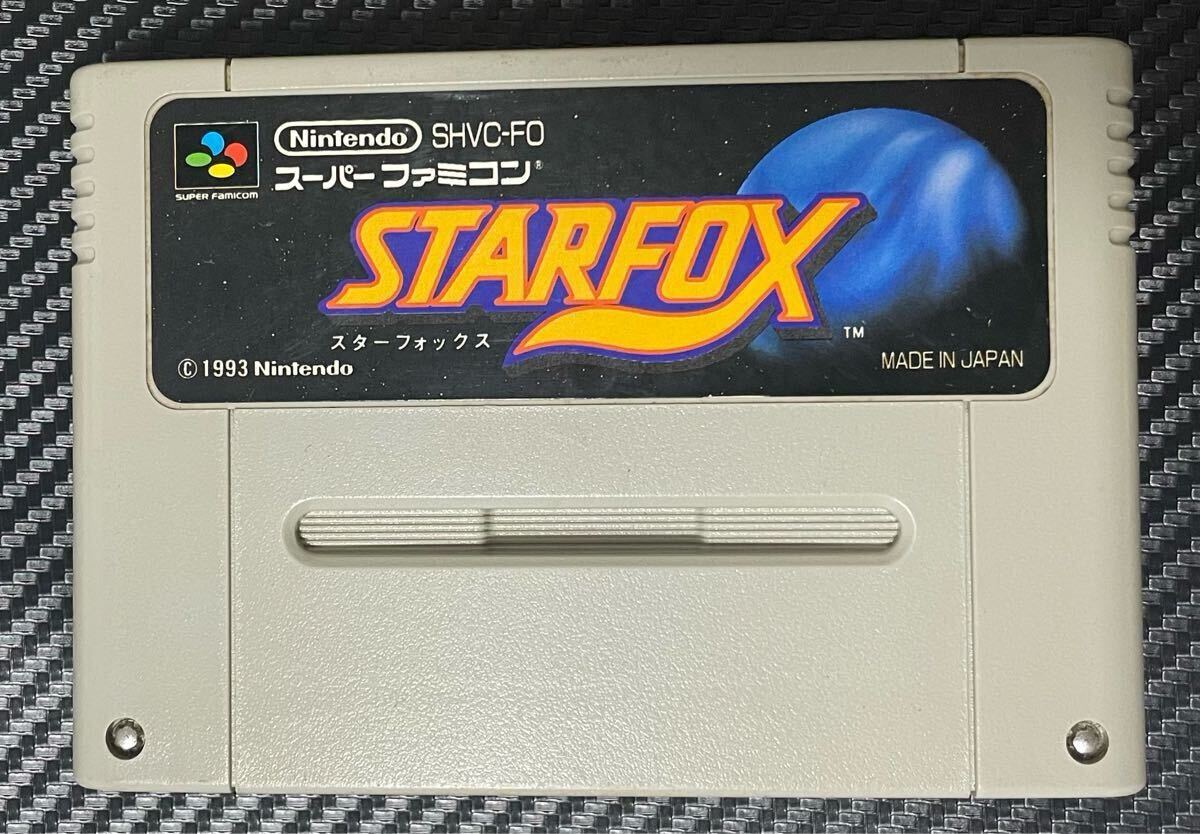 Nintendo® SHVC-FO
SUPER FAMICOM
スーパーファミコン®
STARFOX
TM
スターフォックス
© 1993 Nintendo
MADE IN JAPAN